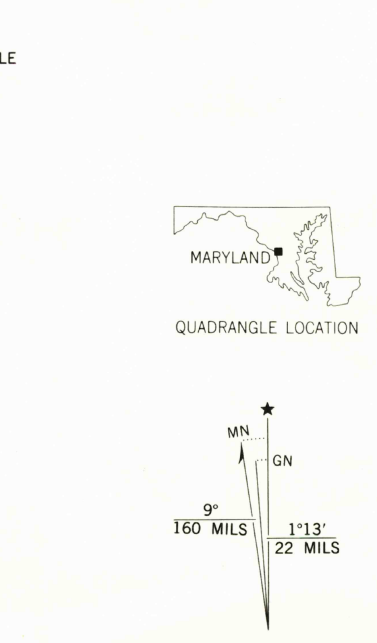 LE
MARYLAND
QUADRANGLE LOCATION
MN
GN
9°
160 MILS
1°13′
22 MILS